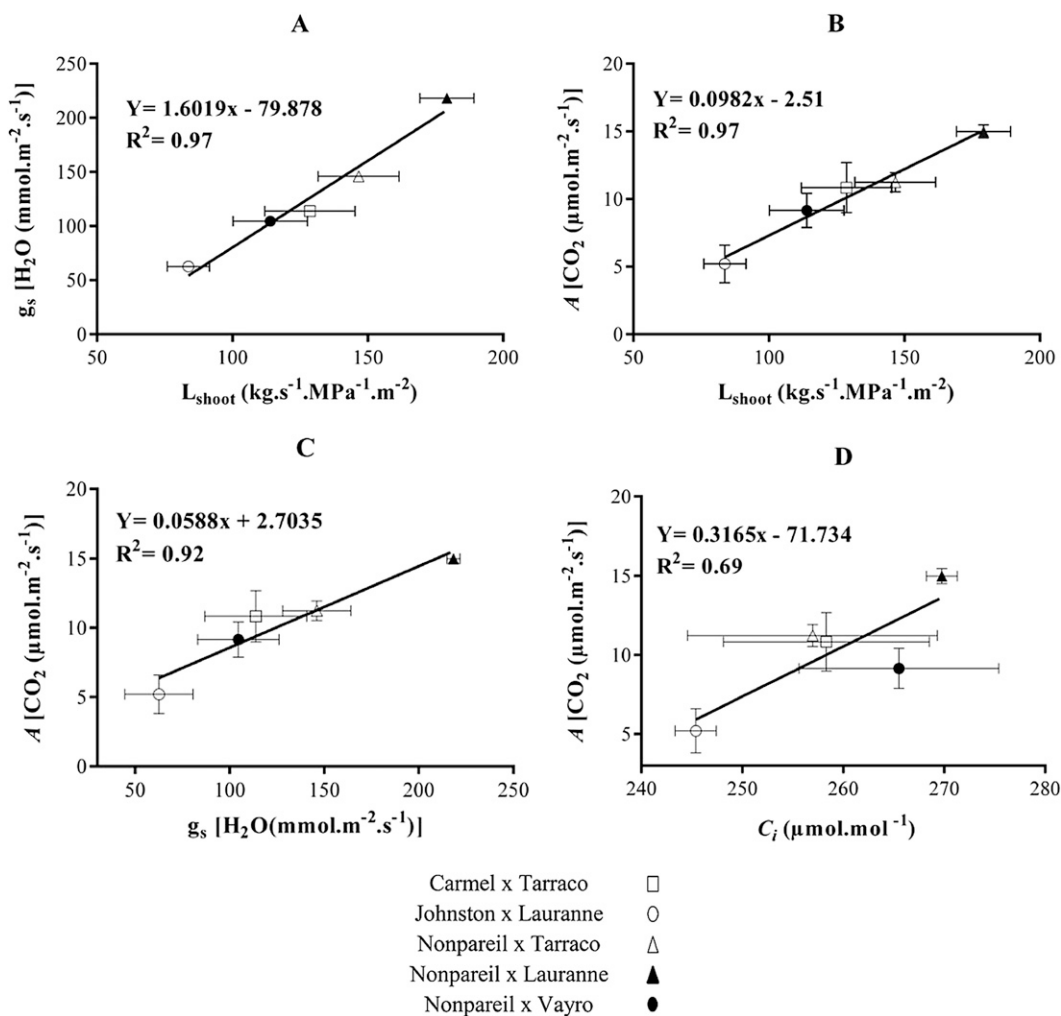 A
250
200
150
100
50
0
50
100
150
200
g_s [H₂O (mmol.m⁻².s⁻¹)]
L_shoot (kg.s⁻¹.MPa⁻¹.m⁻²)
Y= 1.6019x - 79.878
R²= 0.97
B
20
15
10
5
0
50
100
150
200
A [CO₂ (µmol.m⁻².s⁻¹)]
L_shoot (kg.s⁻¹.MPa⁻¹.m⁻²)
Y= 0.0982x - 2.51
R²= 0.97
C
20
15
10
5
0
50
100
150
200
250
A [CO₂ (µmol.m⁻².s⁻¹)]
g_s [H₂O(mmol.m⁻².s⁻¹)]
Y= 0.0588x + 2.7035
R²= 0.92
D
20
15
10
5
240
250
260
270
280
A [CO₂ (µmol.m⁻².s⁻¹)]
C_i (µmol.mol⁻¹)
Y= 0.3165x - 71.734
R²= 0.69
Carmel x Tarraco
Johnston x Lauranne
Nonpareil x Tarraco
Nonpareil x Lauranne
Nonpareil x Vayro